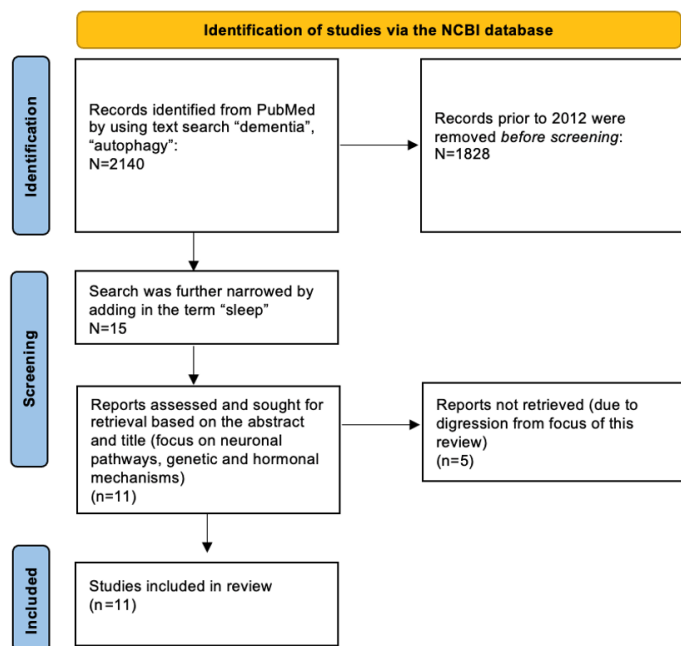 Identification of studies via the NCBI database
Identification
Records identified from PubMed
by using text search “dementia”,
“autophagy”:
N=2140
Records prior to 2012 were
removed before screening:
N=1828
Screening
Search was further narrowed by
adding in the term “sleep”
N=15
Reports assessed and sought for
retrieval based on the abstract
and title (focus on neuronal
pathways, genetic and hormonal
mechanisms)
(n=11)
Reports not retrieved (due to
digression from focus of this
review)
(n=5)
Included
Studies included in review
(n=11)